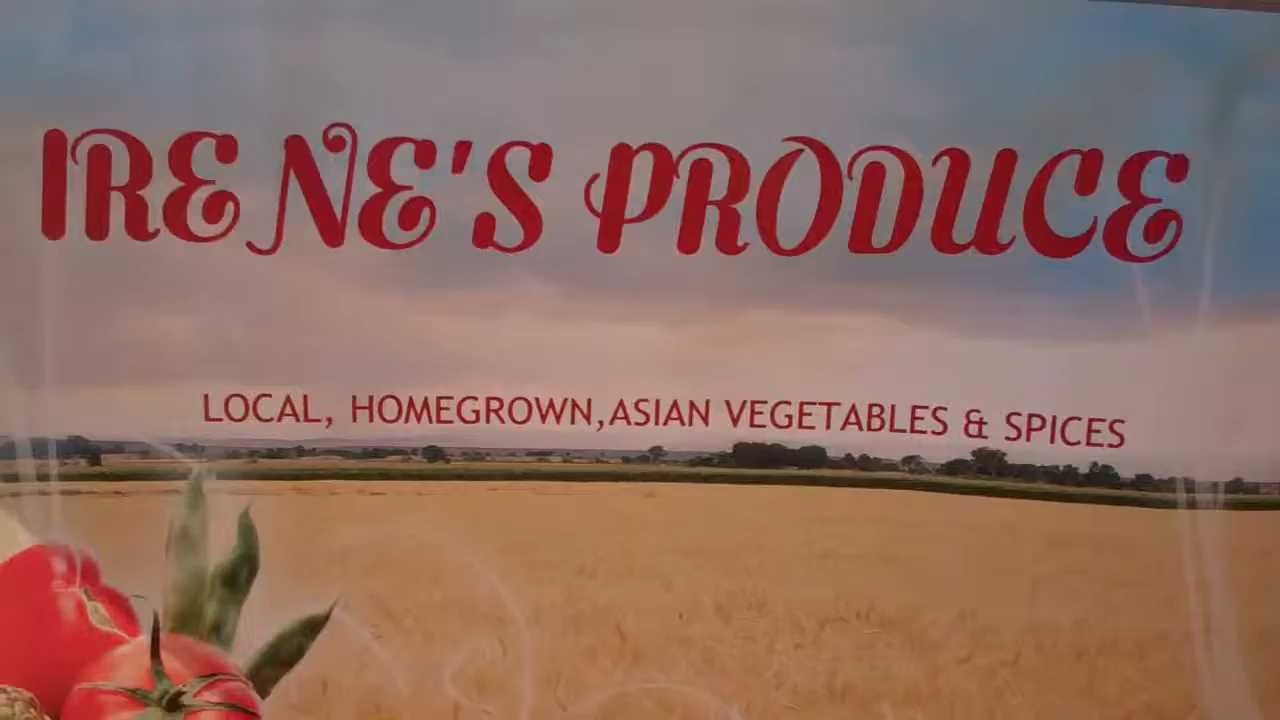 IRENE'S PRODUCE
LOCAL, HOMEGROWN,ASIAN VEGETABLES & SPICES